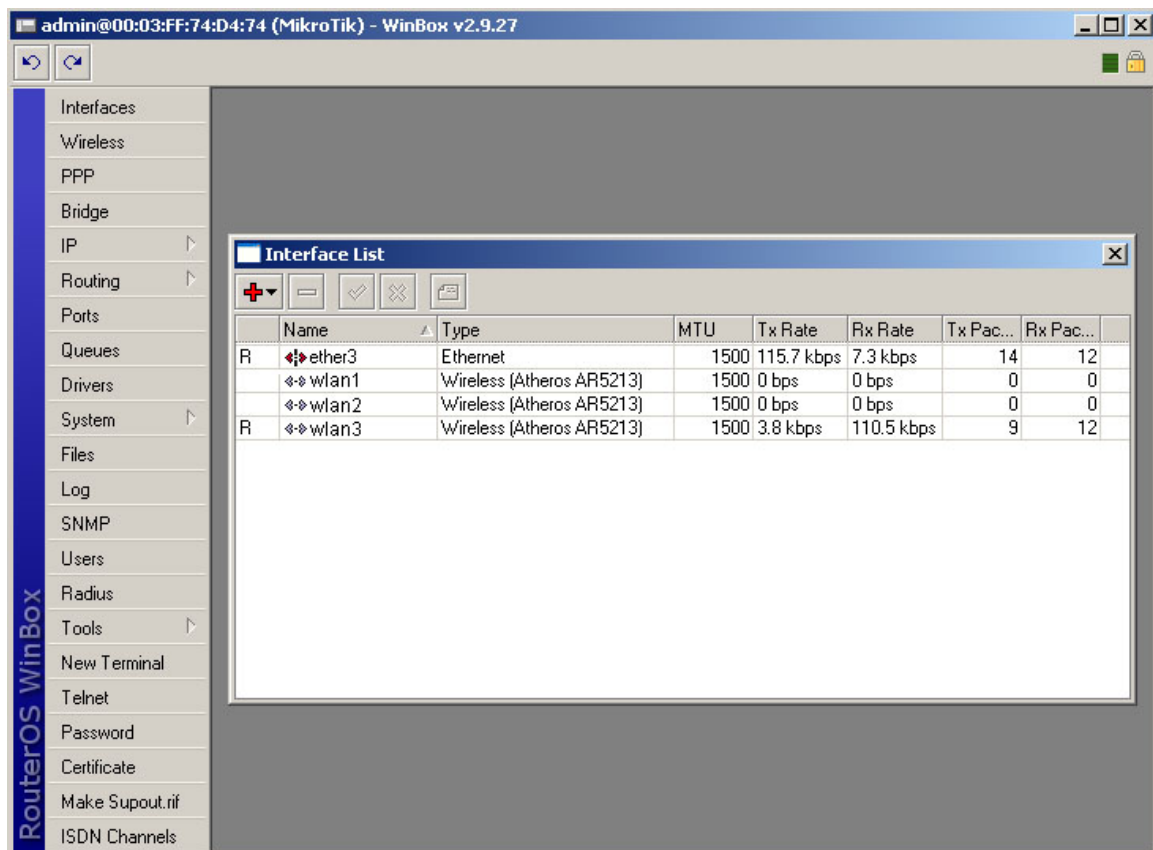 admin@00:03:FF:74:D4:74 (MikroTik) - WinBox v2.9.27
Interfaces
Wireless
PPP
Bridge
IP
Routing
Ports
Queues
Drivers
System
Files
Log
SNMP
Users
Radius
Tools
New Terminal
Telnet
Password
Certificate
Make Supout.rif
ISDN Channels
RouterOS WinBox
Interface List
Name Type MTU Tx Rate Rx Rate Tx Pac... Rx Pac...
R ether3 Ethernet 1500 115.7 kbps 7.3 kbps 14 12
wlan1 Wireless (Atheros AR5213) 1500 0 bps 0 bps 0 0
wlan2 Wireless (Atheros AR5213) 1500 0 bps 0 bps 0 0
R wlan3 Wireless (Atheros AR5213) 1500 3.8 kbps 110.5 kbps 9 12